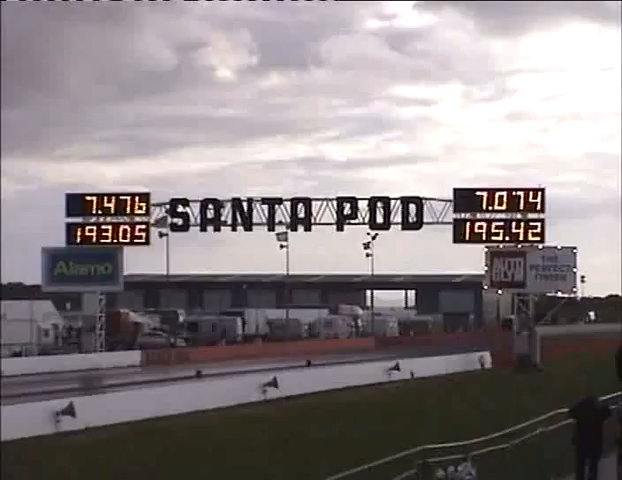 7.476
193.05
SANTA POD
7.074
195.42
Alamo
THE
PERFECT
FINISH